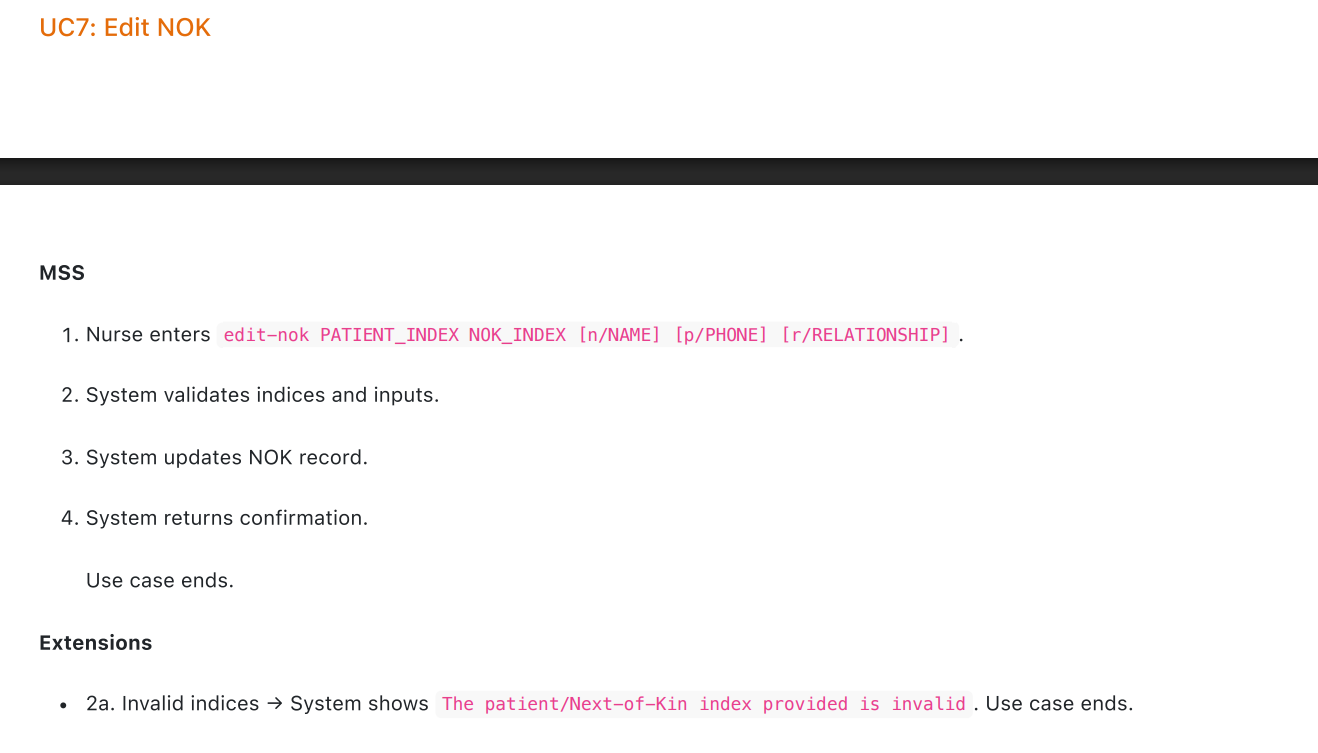 UC7: Edit NOK
MSS
1. Nurse enters edit-nok PATIENT_INDEX NOK_INDEX [n/NAME] [p/PHONE] [r/RELATIONSHIP] .
2. System validates indices and inputs.
3. System updates NOK record.
4. System returns confirmation.
Use case ends.
Extensions
• 2a. Invalid indices → System shows The patient/Next-of-Kin index provided is invalid . Use case ends.